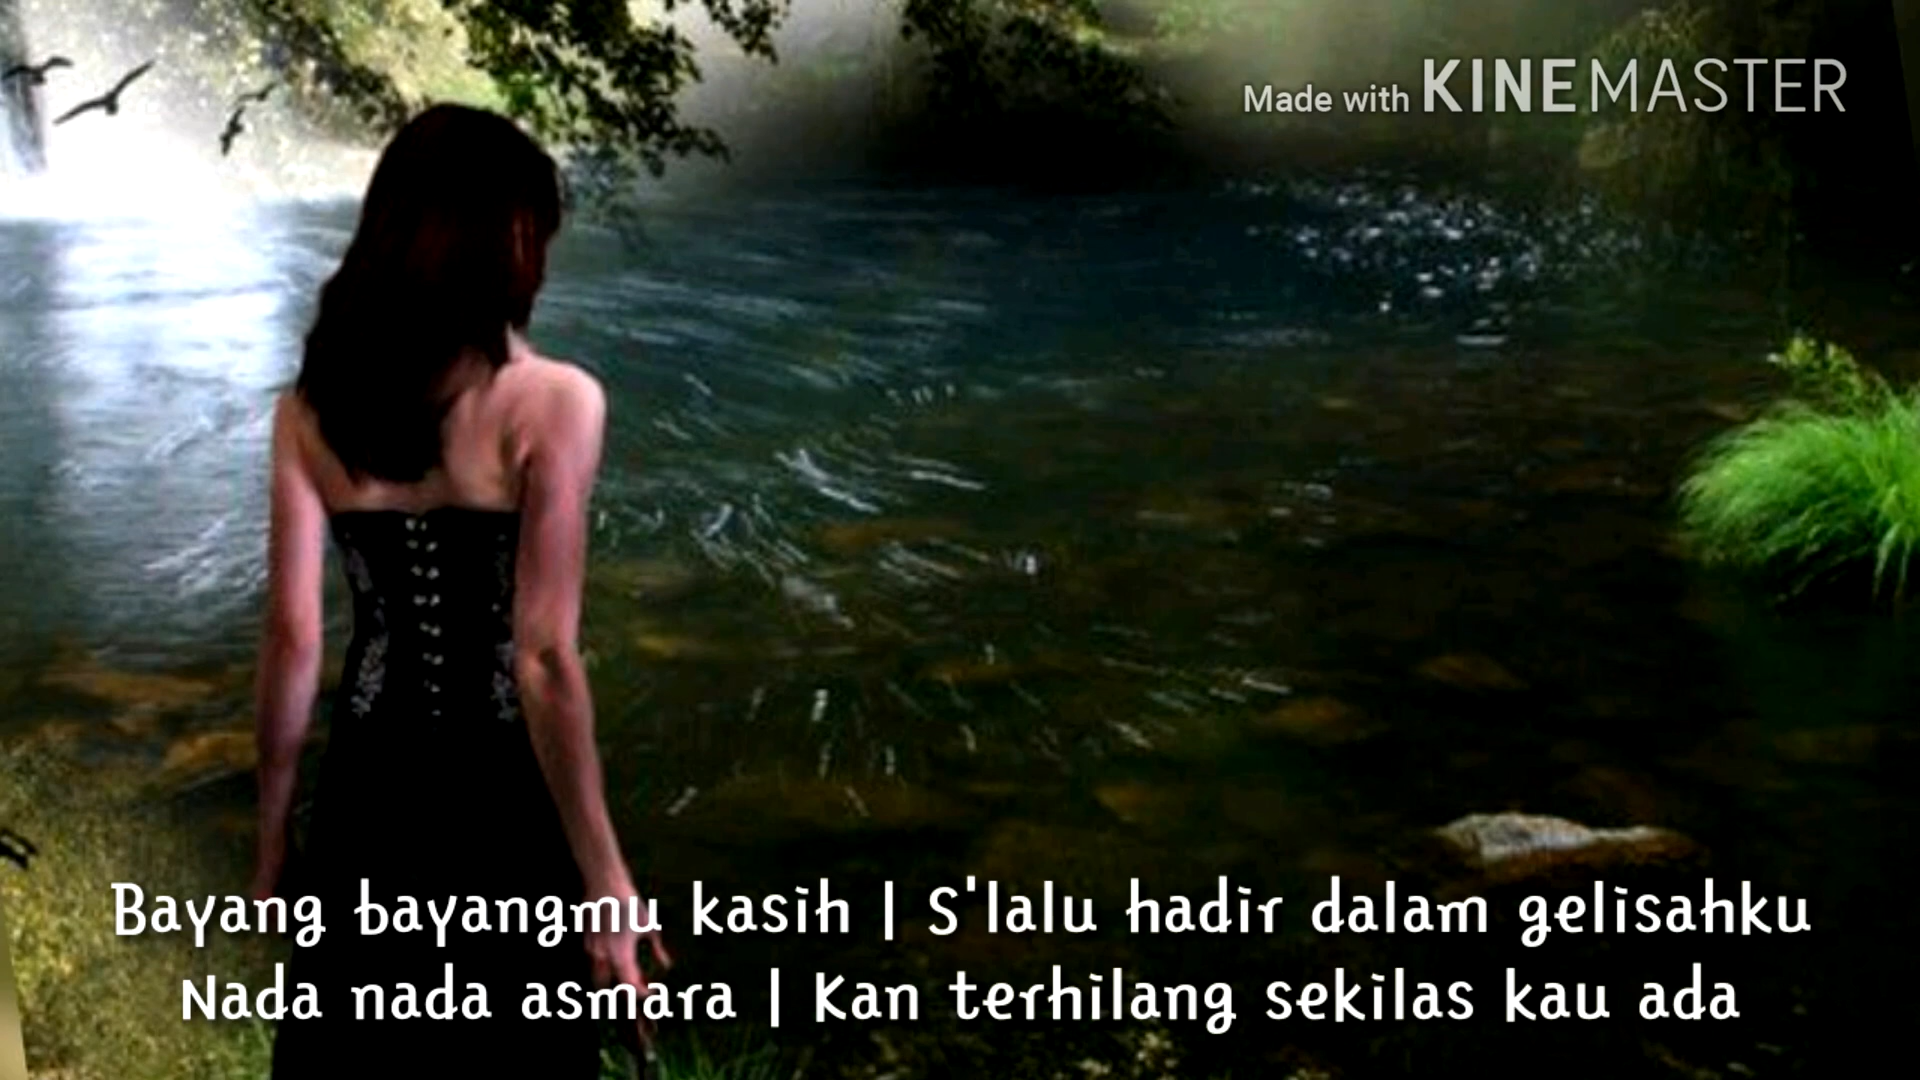 Made with KINEMASTER
Bayang bayangmu kasih | S'lalu hadir dalam gelisahku
Nada nada asmara | Kan terhilang sekilas kau ada